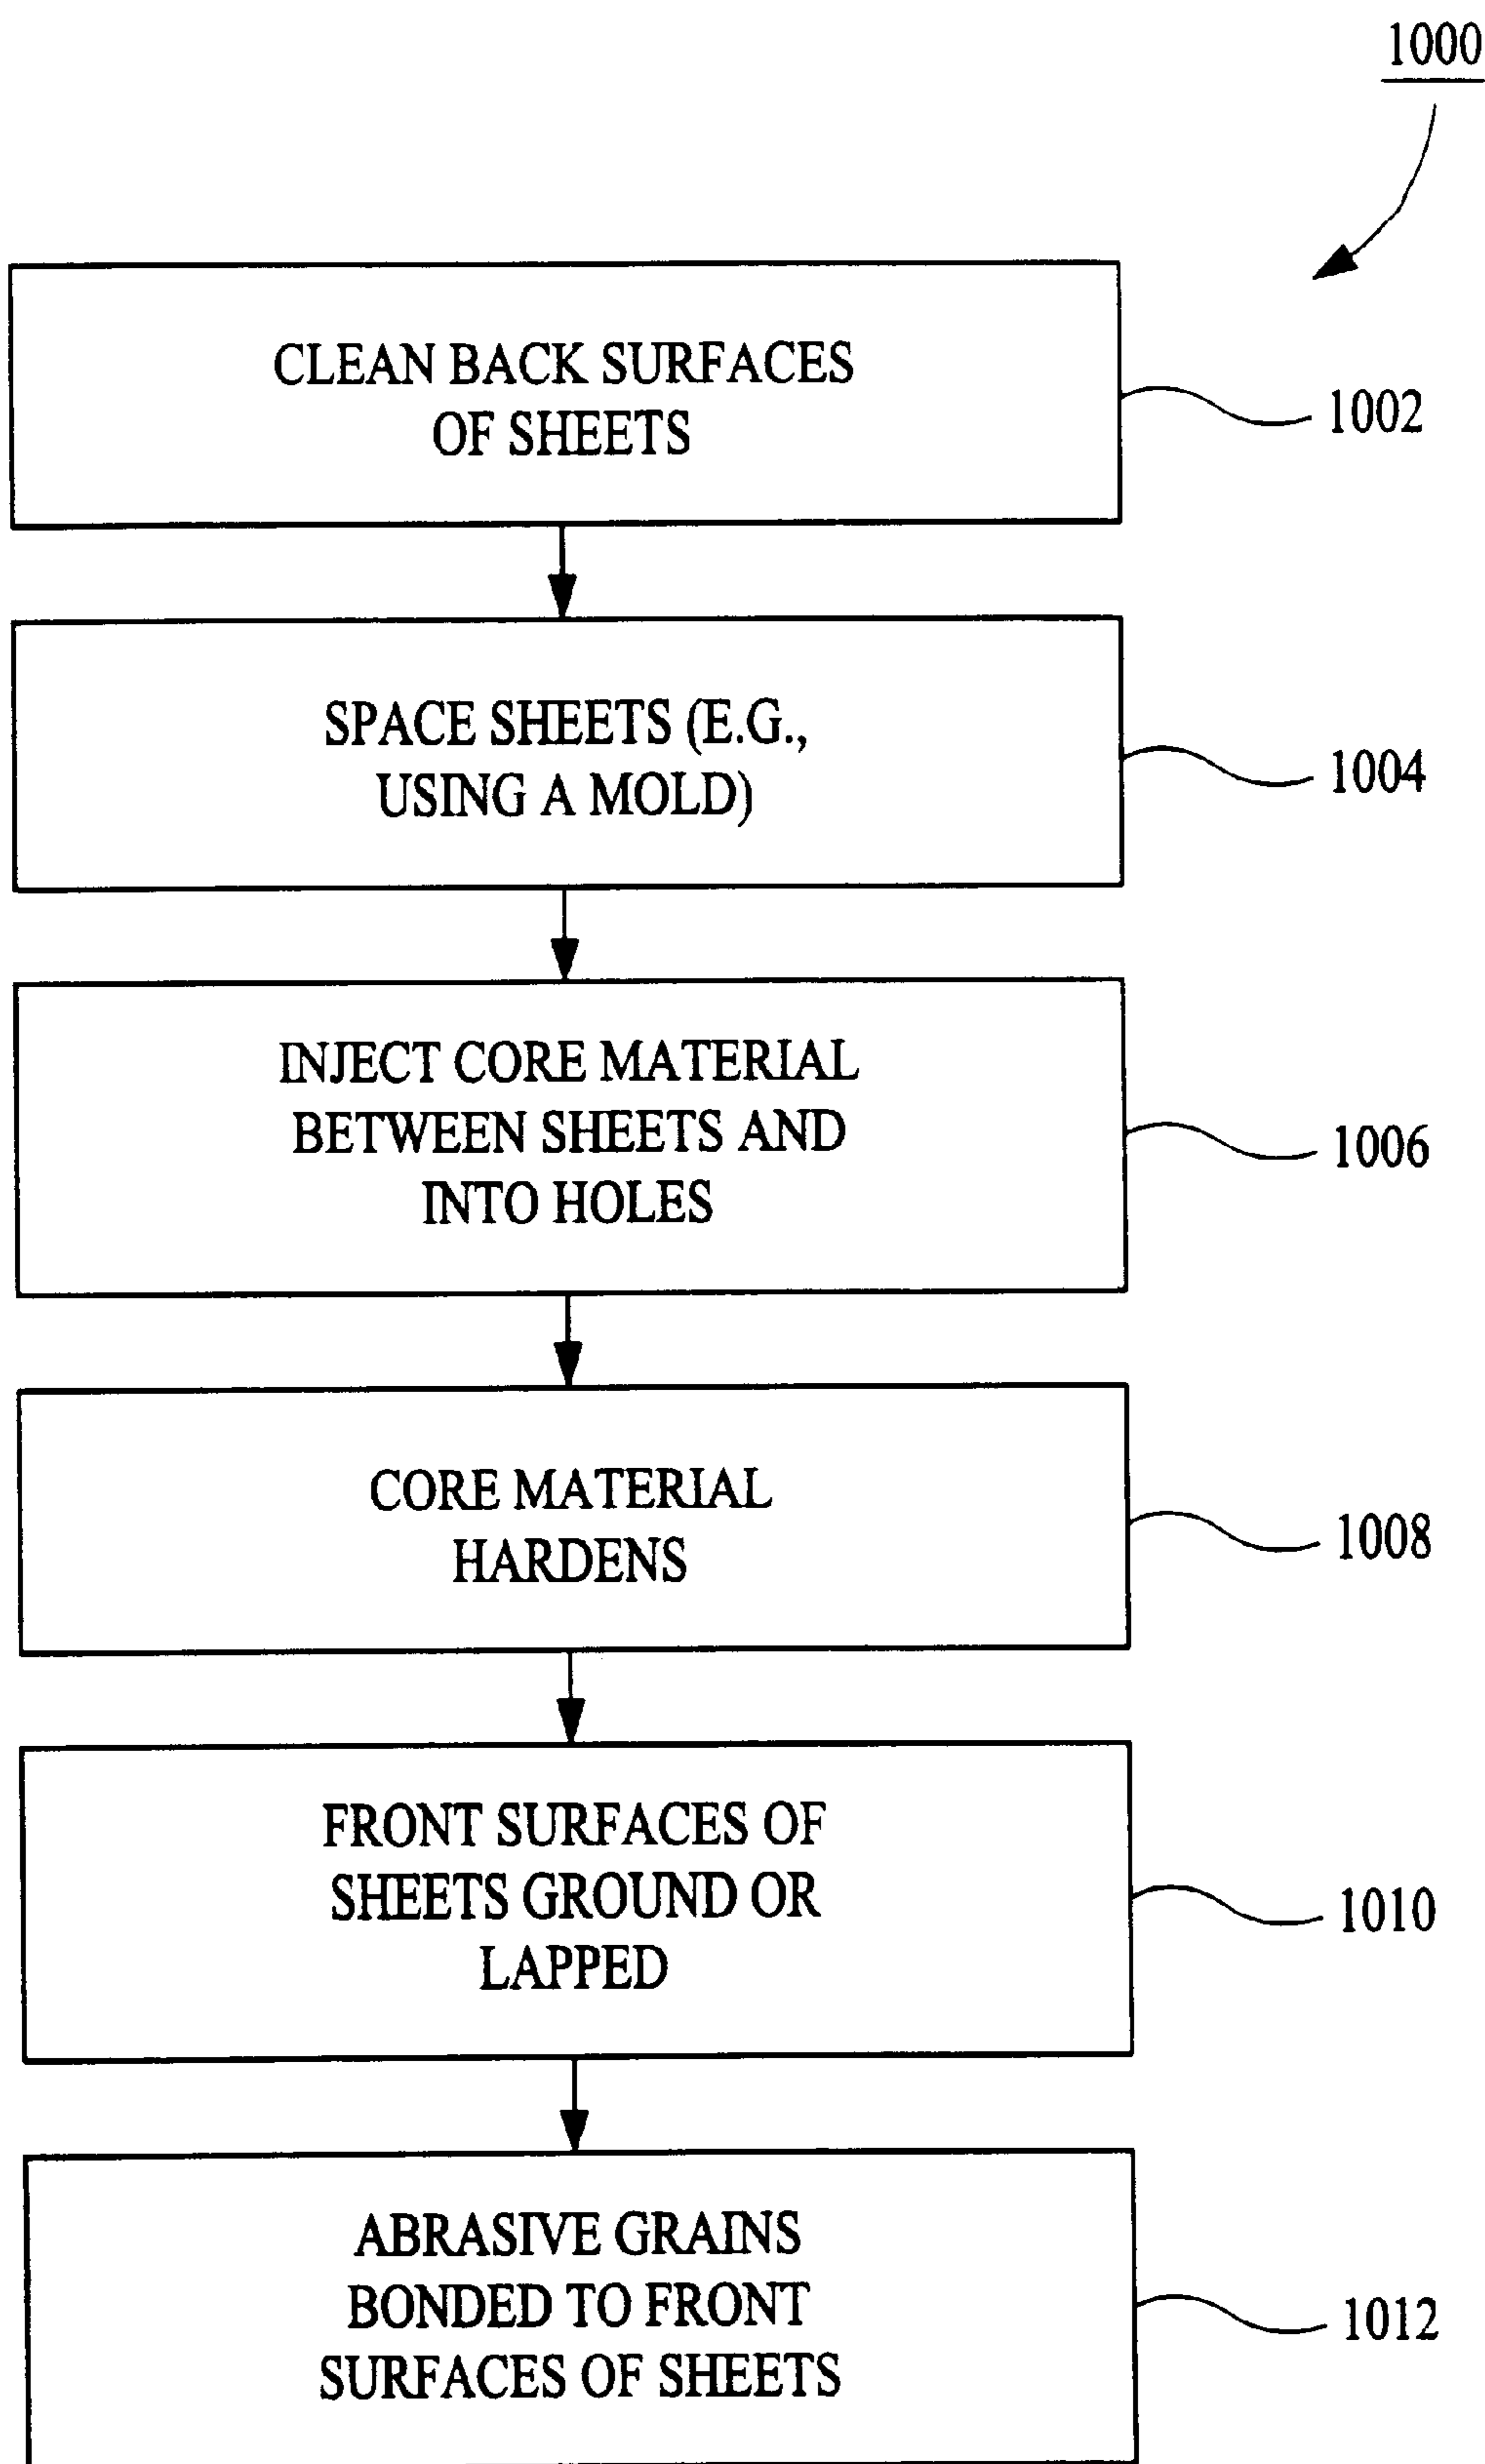 1000
CLEAN BACK SURFACES
OF SHEETS
1002
SPACE SHEETS (E.G.,
USING A MOLD)
1004
INJECT CORE MATERIAL
BETWEEN SHEETS AND
INTO HOLES
1006
CORE MATERIAL
HARDENS
1008
FRONT SURFACES OF
SHEETS GROUND OR
LAPPED
1010
ABRASIVE GRAINS
BONDED TO FRONT
SURFACES OF SHEETS
1012